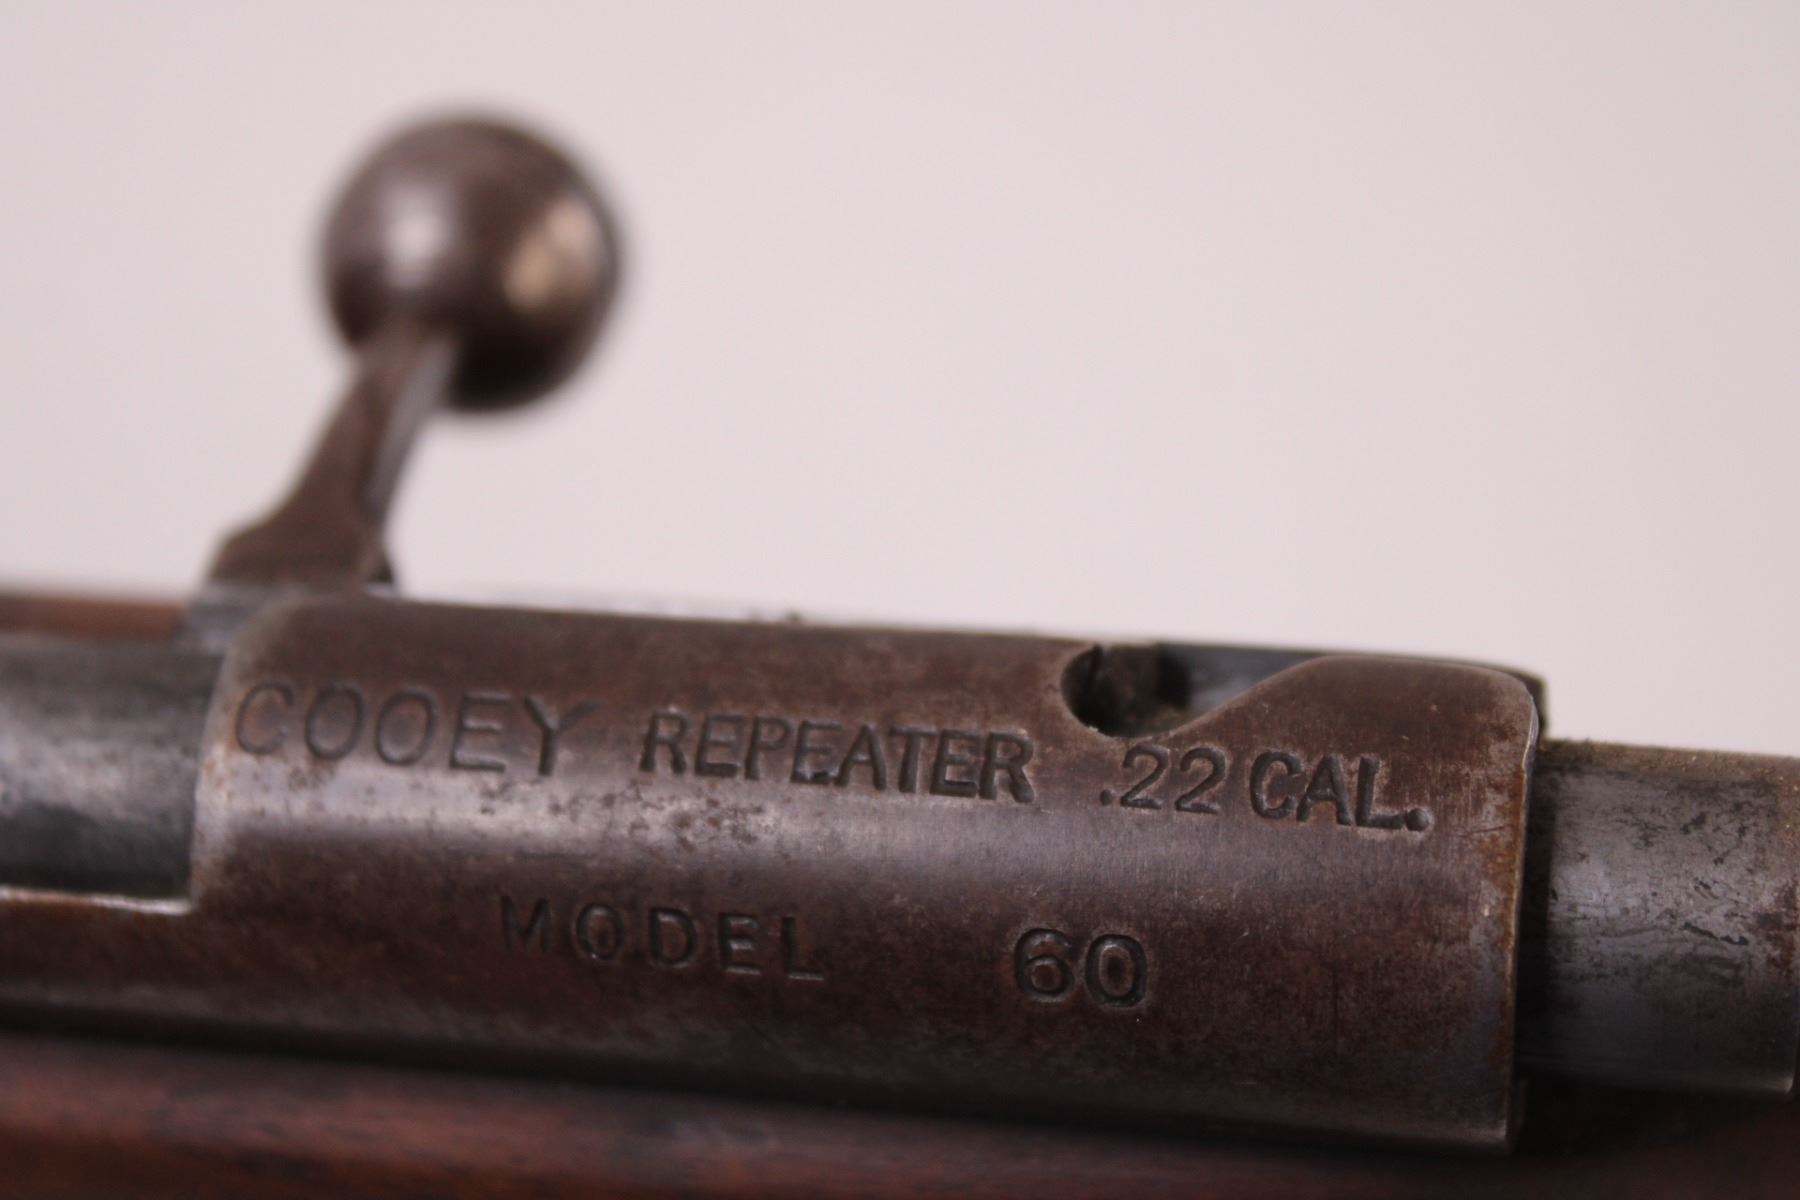 COOEY REPEATER .22 CAL.
MODEL 60